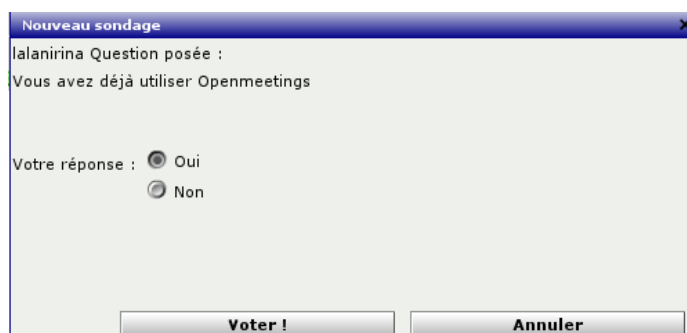 Nouveau sondage
lalanirina Question posée :
Vous avez déjà utiliser Openmeetings
Votre réponse : Oui
Non
Voter ! Annuler